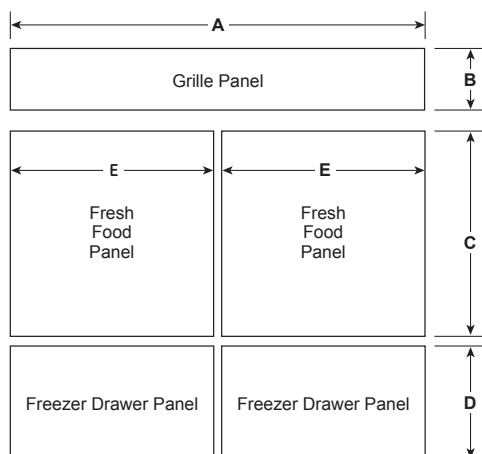 A
Grille Panel
B
E
E
Fresh
Food
Panel
Fresh
Food
Panel
C
Freezer Drawer Panel
Freezer Drawer Panel
D